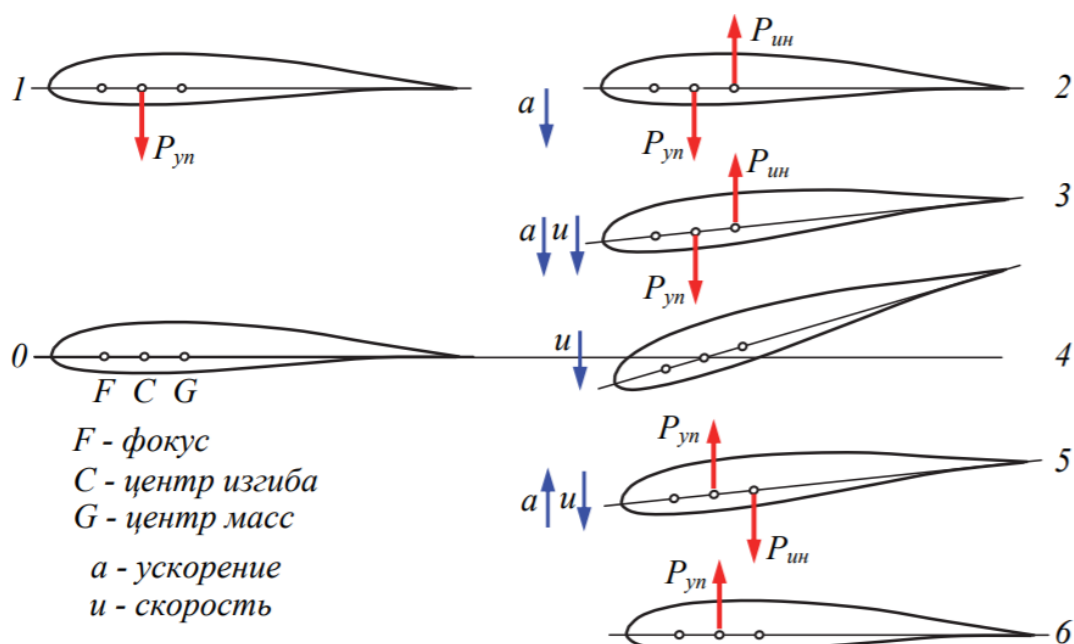 P_ин
1
2
a
P_уп
P_уп
P_ин
3
a u
P_уп
0
u
4
F C G
F - фокус
C - центр изгиба
G - центр масс
a - ускорение
u - скорость
P_уп
5
a u
P_ин
P_уп
6